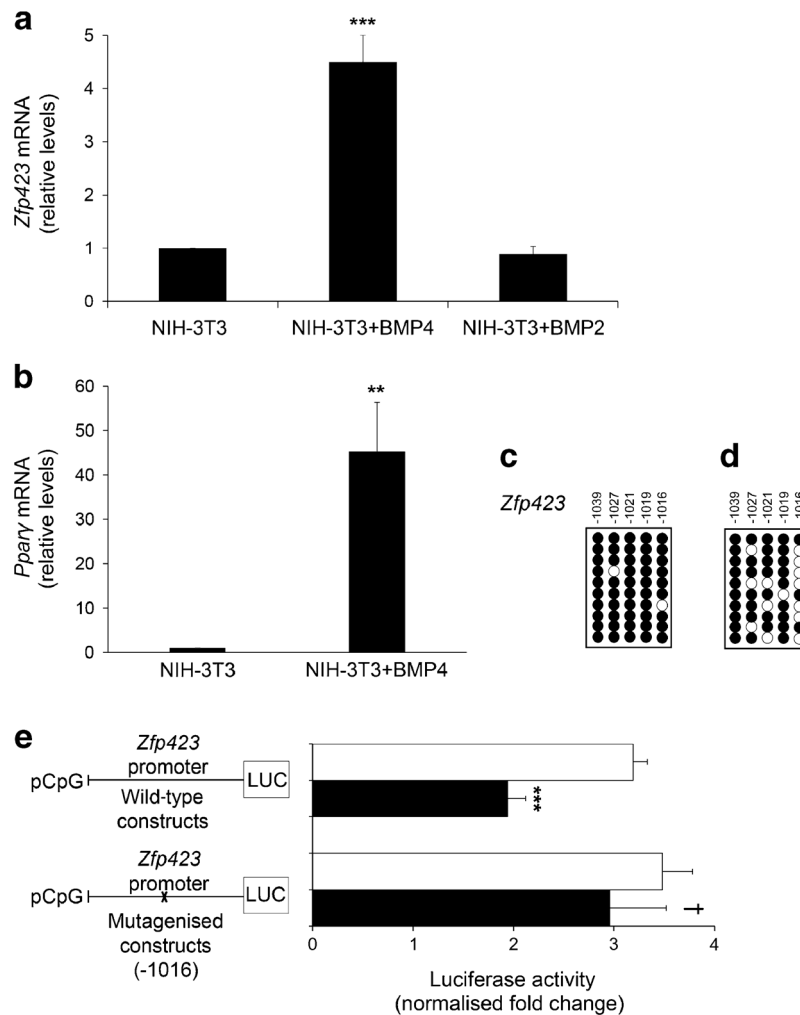 a
***
5
4
3
2
1
0
Zfp423 mRNA
(relative levels)
NIH-3T3
NIH-3T3+BMP4
NIH-3T3+BMP2
b
**
60
50
40
30
20
10
0
Pparγ mRNA
(relative levels)
NIH-3T3
NIH-3T3+BMP4
c
Zfp423
-1039
-1027
-1021
-1019
-1016
d
-1039
-1027
-1021
-1019
-1016
e
Zfp423
promoter
pCpG
LUC
Wild-type
constructs
***
Zfp423
promoter
x
pCpG
LUC
Mutagenised
constructs
(-1016)
†
0
1
2
3
4
Luciferase activity
(normalised fold change)